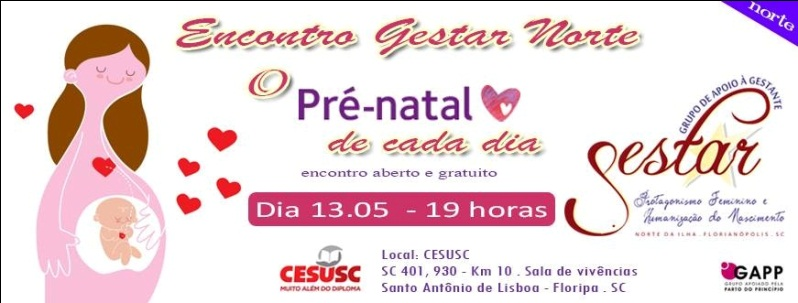 norte
Encontro Gestar Norte
O
Pré-natal
de cada dia
encontro aberto e gratuito
Dia 13.05 - 19 horas
GRUPO DE APOIO À GESTANTE
Gestar
Protagonismo Feminino e
Humanização do Nascimento
NORTE DA ILHA . FLORIANÓPOLIS . SC
CESUSC
MUITO ALÉM DO DIPLOMA
Local: CESUSC
SC 401, 930 - Km 10 . Sala de vivências
Santo Antônio de Lisboa - Floripa . SC
GAPP
GRUPO APOIADO PELA
PARTO DO PRINCÍPIO